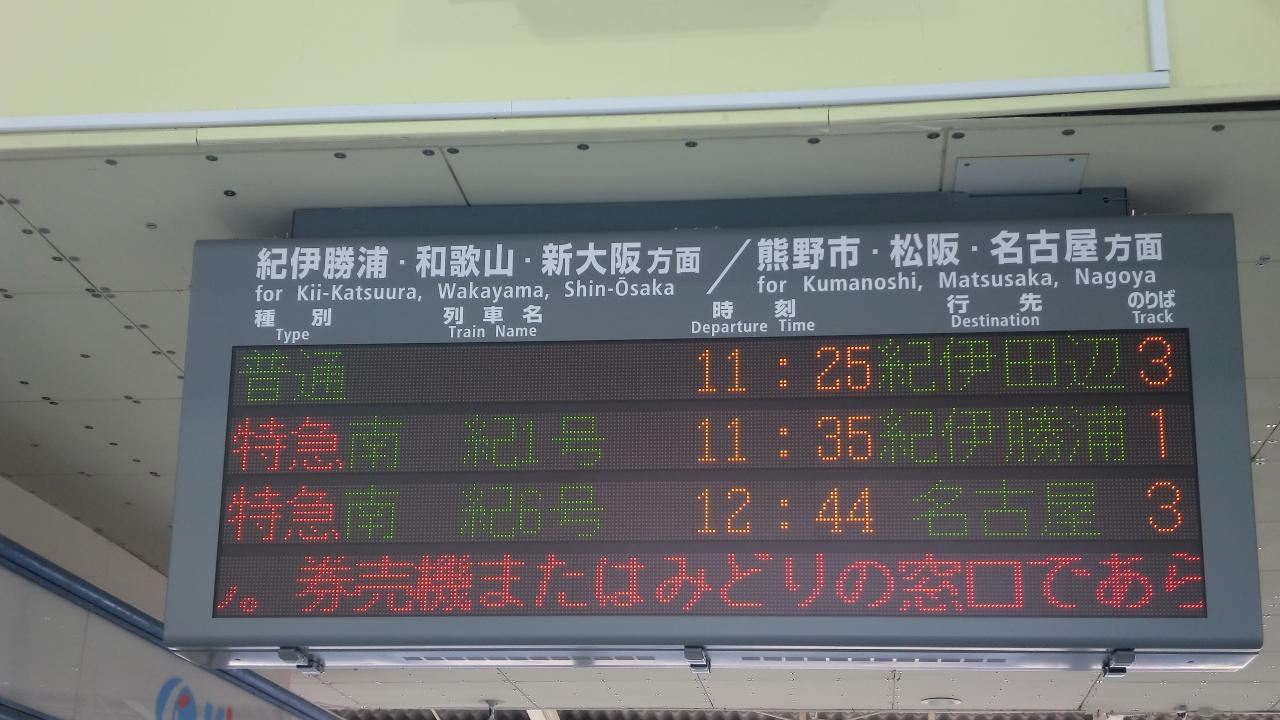 紀伊勝浦・和歌山・新大阪方面／熊野市・松阪・名古屋方面
for Kii-Katsuura, Wakayama, Shin-Ōsaka / for Kumanoshi, Matsusaka, Nagoya
種別 列車名 時刻 行先 のりば
Type Train Name Departure Time Destination Track
普通 11:25 紀伊田辺 3
特急 南紀1号 11:35 紀伊勝浦 1
特急 南紀6号 12:44 名古屋 3
。券売機またはみどりの窓口であら